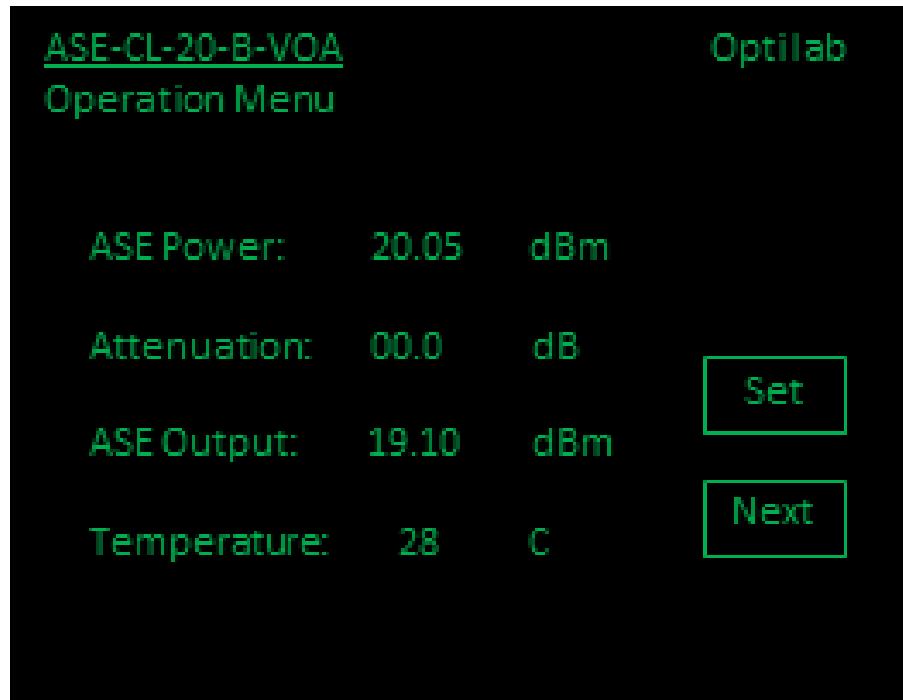 ASE-CL-20-B-VOA Optilab
Operation Menu
ASE Power: 20.05 dBm
Attenuation: 00.0 dB
Set
ASE Output: 19.10 dBm
Next
Temperature: 28 C